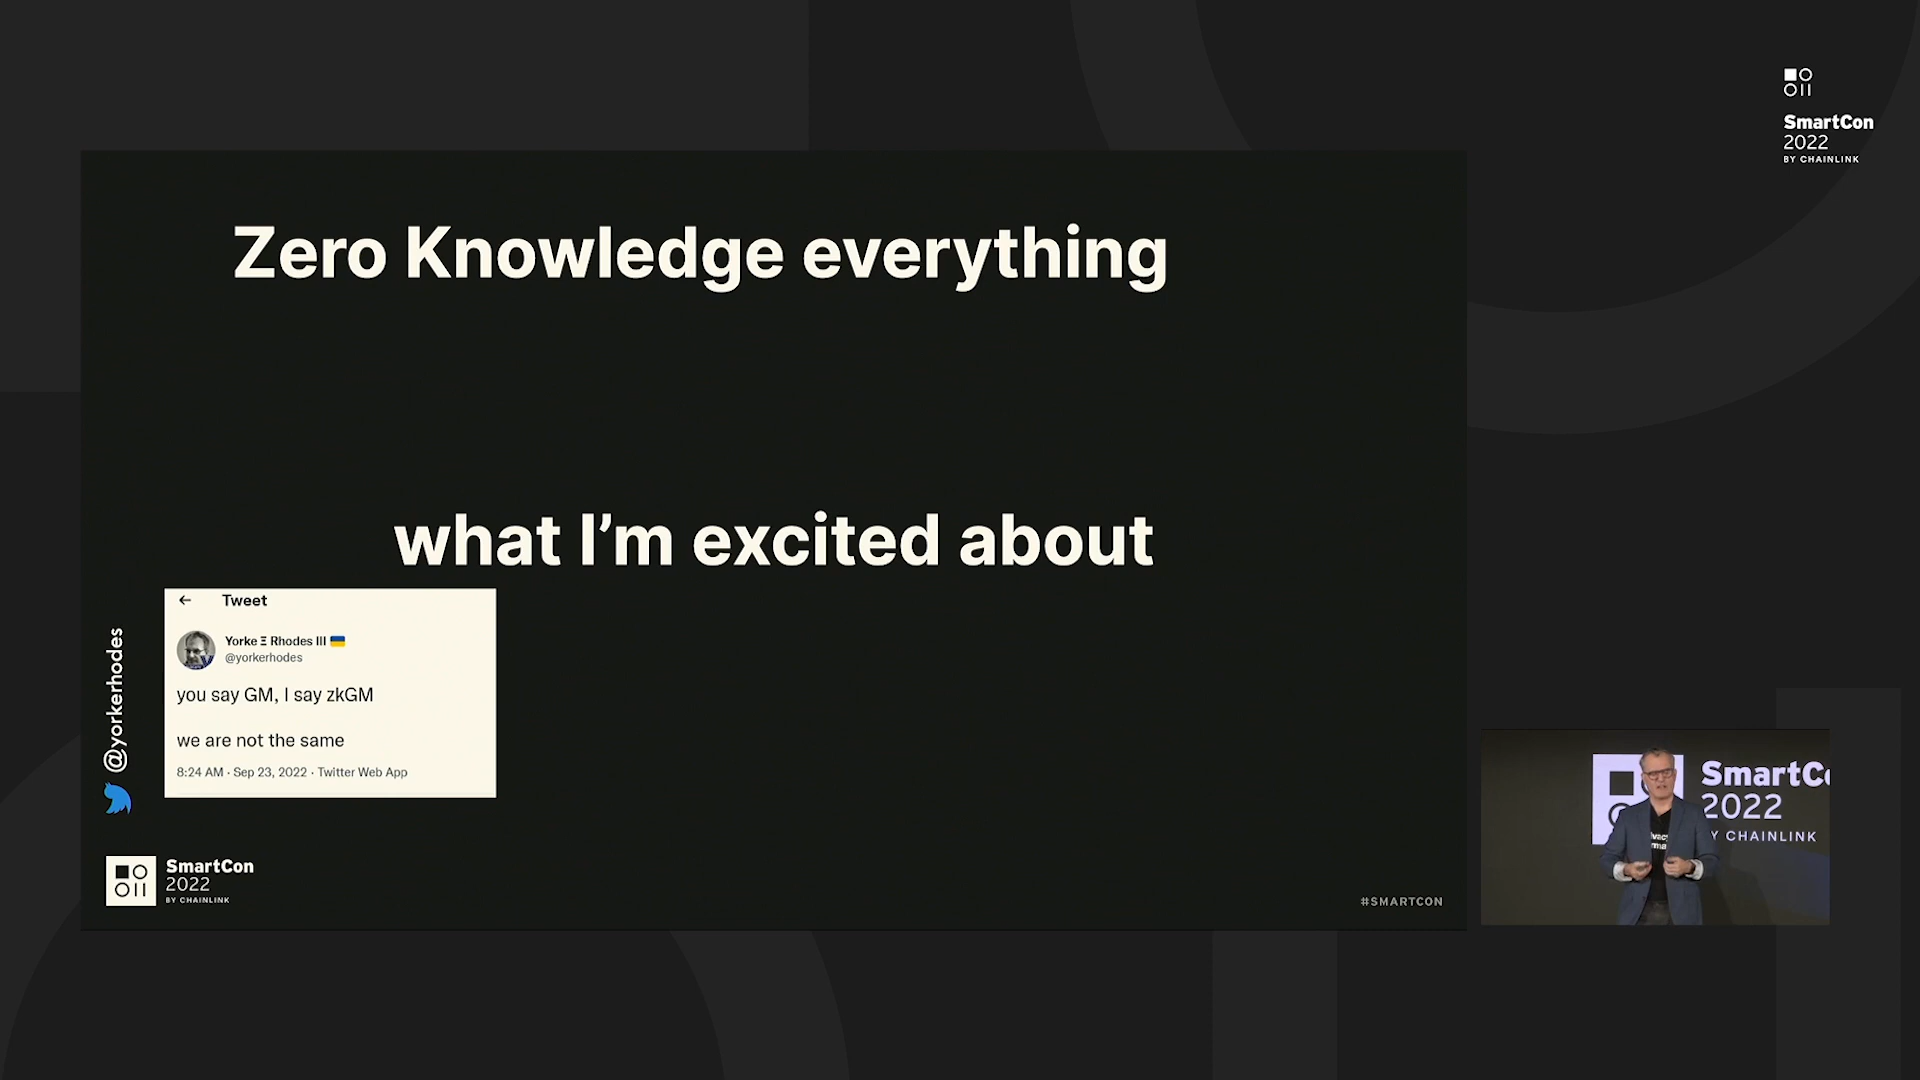 SmartCon
2022
BY CHAINLINK
Zero Knowledge everything
what I’m excited about
@yorkerhodes
← Tweet
Yorke Ξ Rhodes III 🇺🇦
@yorkerhodes
you say GM, I say zkGM
we are not the same
8:24 AM · Sep 23, 2022 · Twitter Web App
SmartCon
2022
BY CHAINLINK
#SMARTCON
2022
CHAINLINK